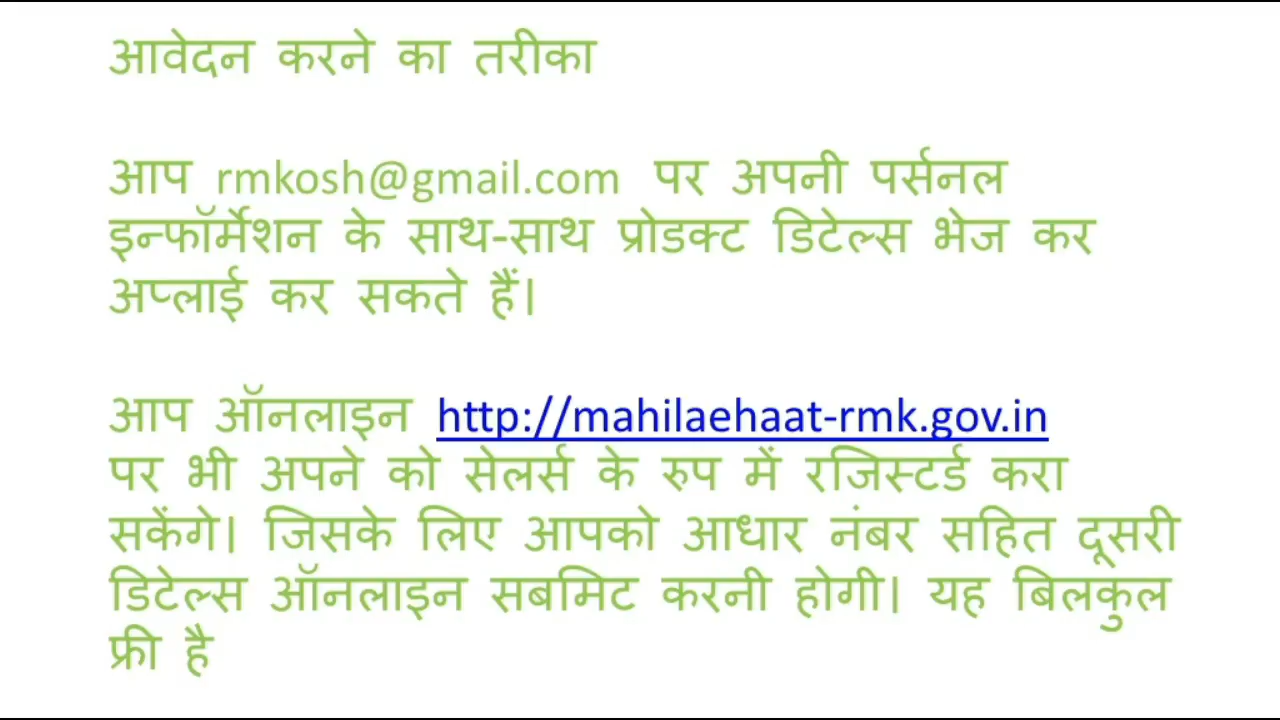 आवेदन करने का तरीका
आप rmkosh@gmail.com पर अपनी पर्सनल
इन्फॉर्मेशन के साथ-साथ प्रोडक्ट डिटेल्स भेज कर
अप्लाई कर सकते हैं।
आप ऑनलाइन http://mahilaehaat-rmk.gov.in
पर भी अपने को सेलर्स के रुप में रजिस्टर्ड करा
सकेंगे। जिसके लिए आपको आधार नंबर सहित दूसरी
डिटेल्स ऑनलाइन सबमिट करनी होगी। यह बिलकुल
फ्री है